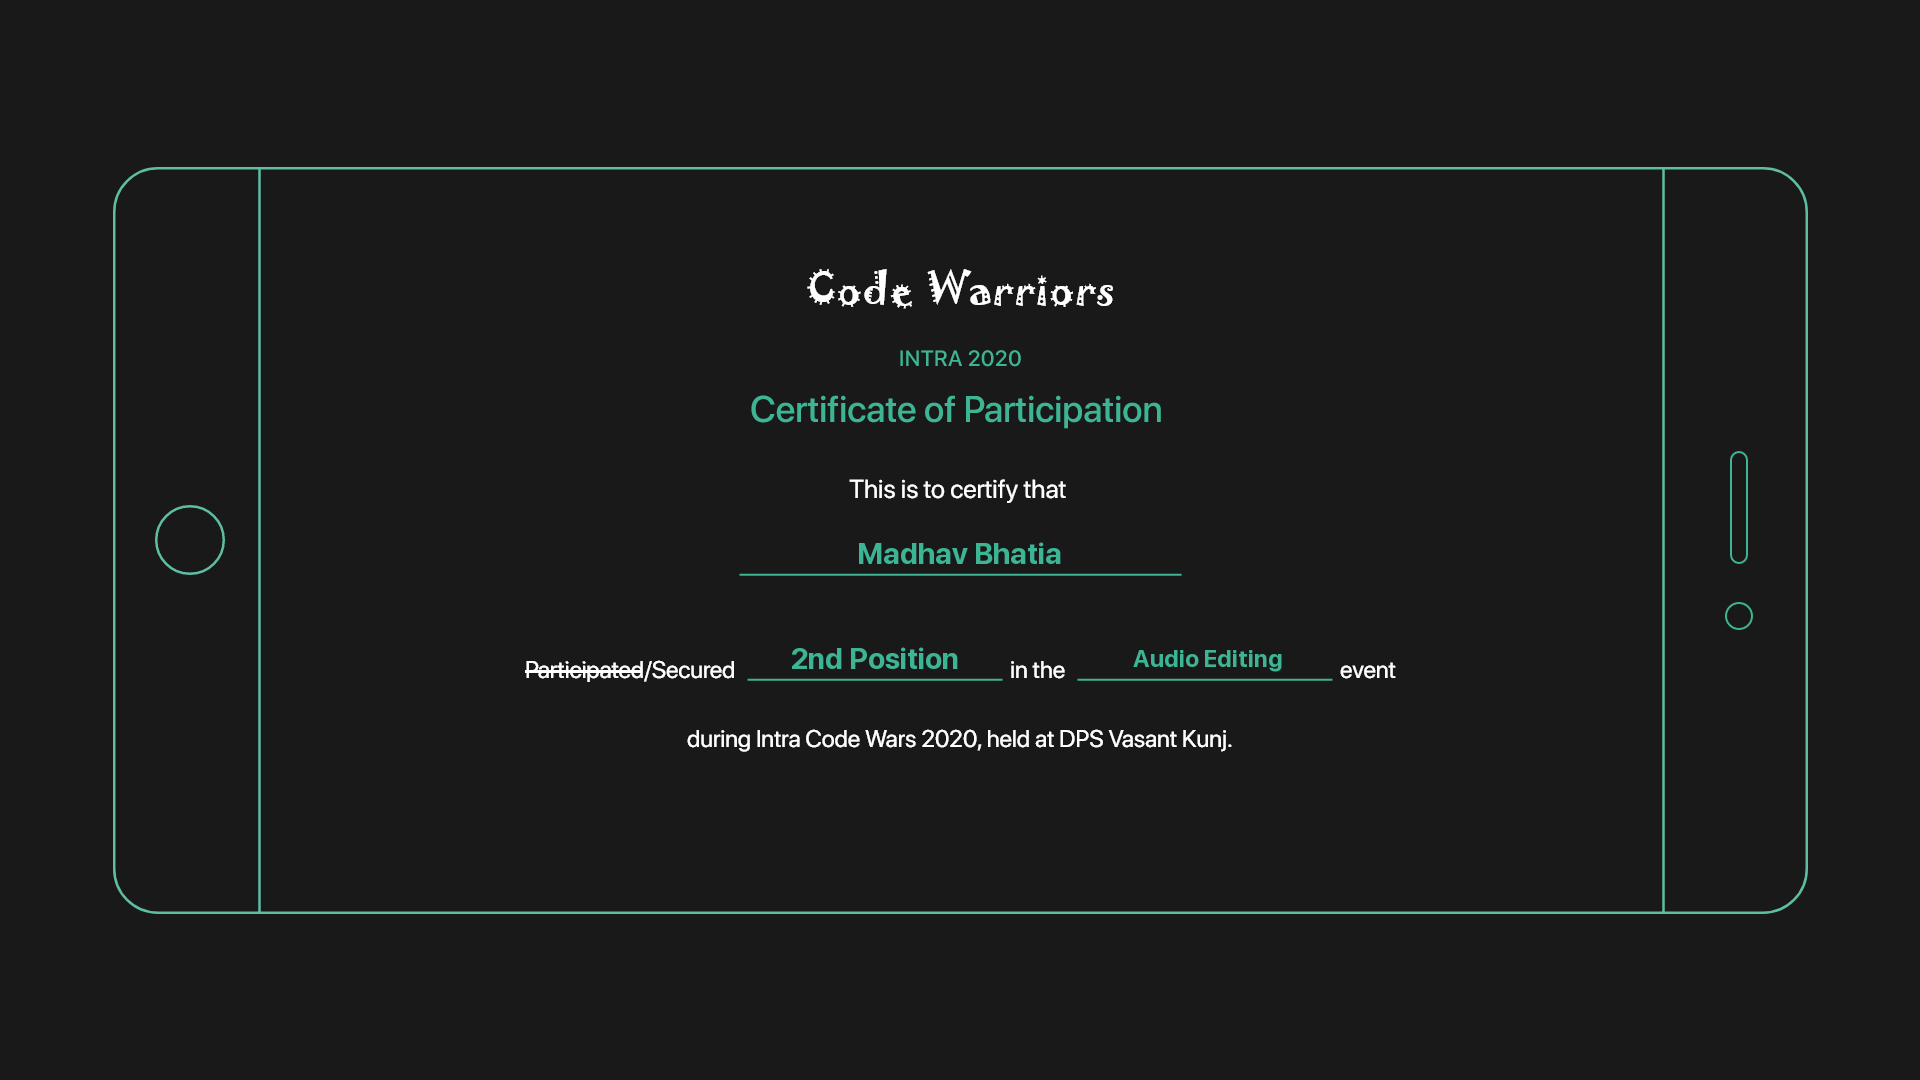 Code Warriors
INTRA 2020
Certificate of Participation
This is to certify that
Madhav Bhatia
Participated/Secured 2nd Position in the Audio Editing event
during Intra Code Wars 2020, held at DPS Vasant Kunj.